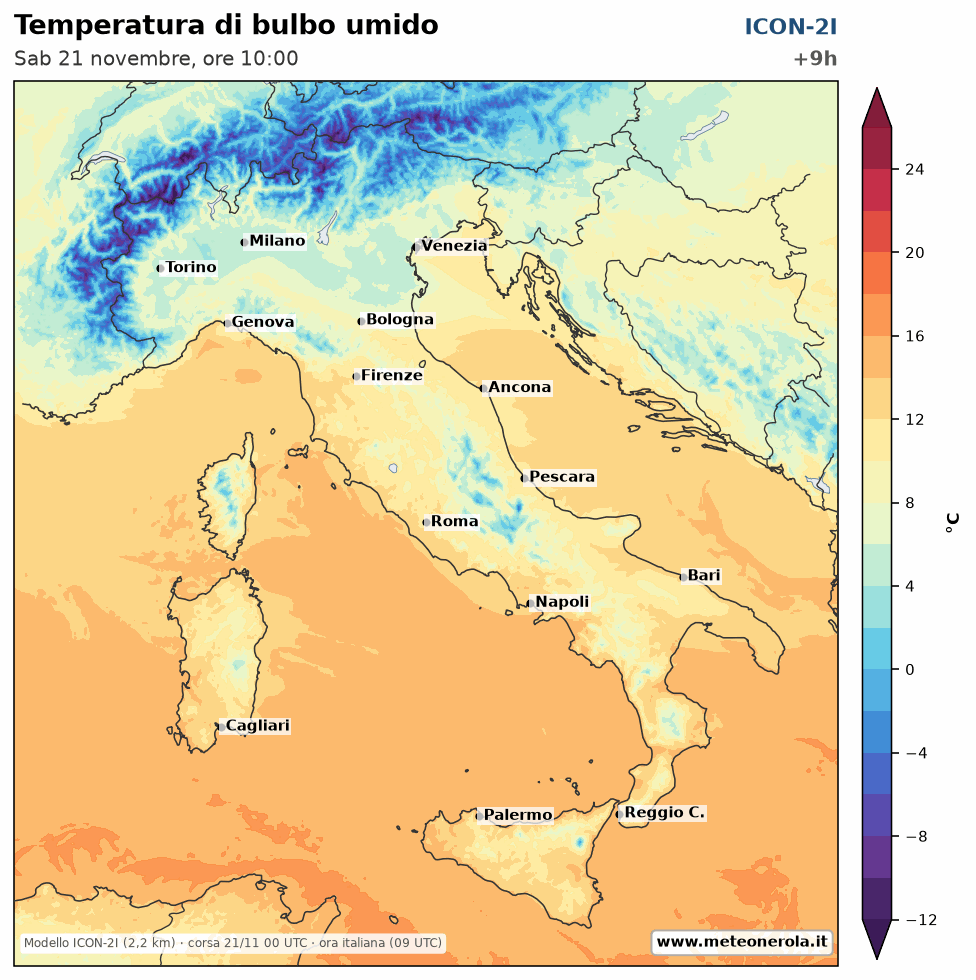 Temperatura di bulbo umido
ICON-2I
Sab 21 novembre, ore 10:00
+9h
Milano
Venezia
Torino
Genova
Bologna
Firenze
Ancona
Pescara
Roma
Bari
Napoli
Cagliari
Palermo
Reggio C.
24
20
16
12
8
4
0
−4
−8
−12
°C
Modello ICON-2I (2,2 km) · corsa 21/11 00 UTC · ora italiana (09 UTC)
www.meteonerola.it